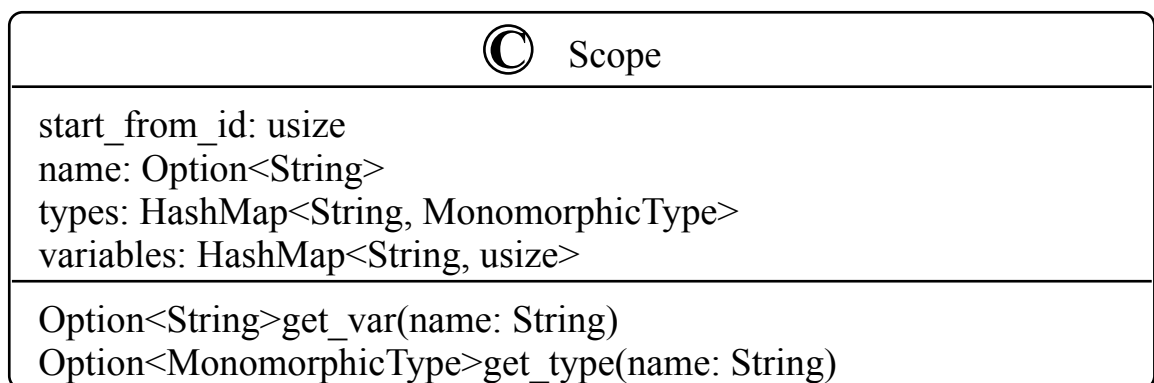 C Scope
start_from_id: usize
name: Option<String>
types: HashMap<String, MonomorphicType>
variables: HashMap<String, usize>
Option<String>get_var(name: String)
Option<MonomorphicType>get_type(name: String)